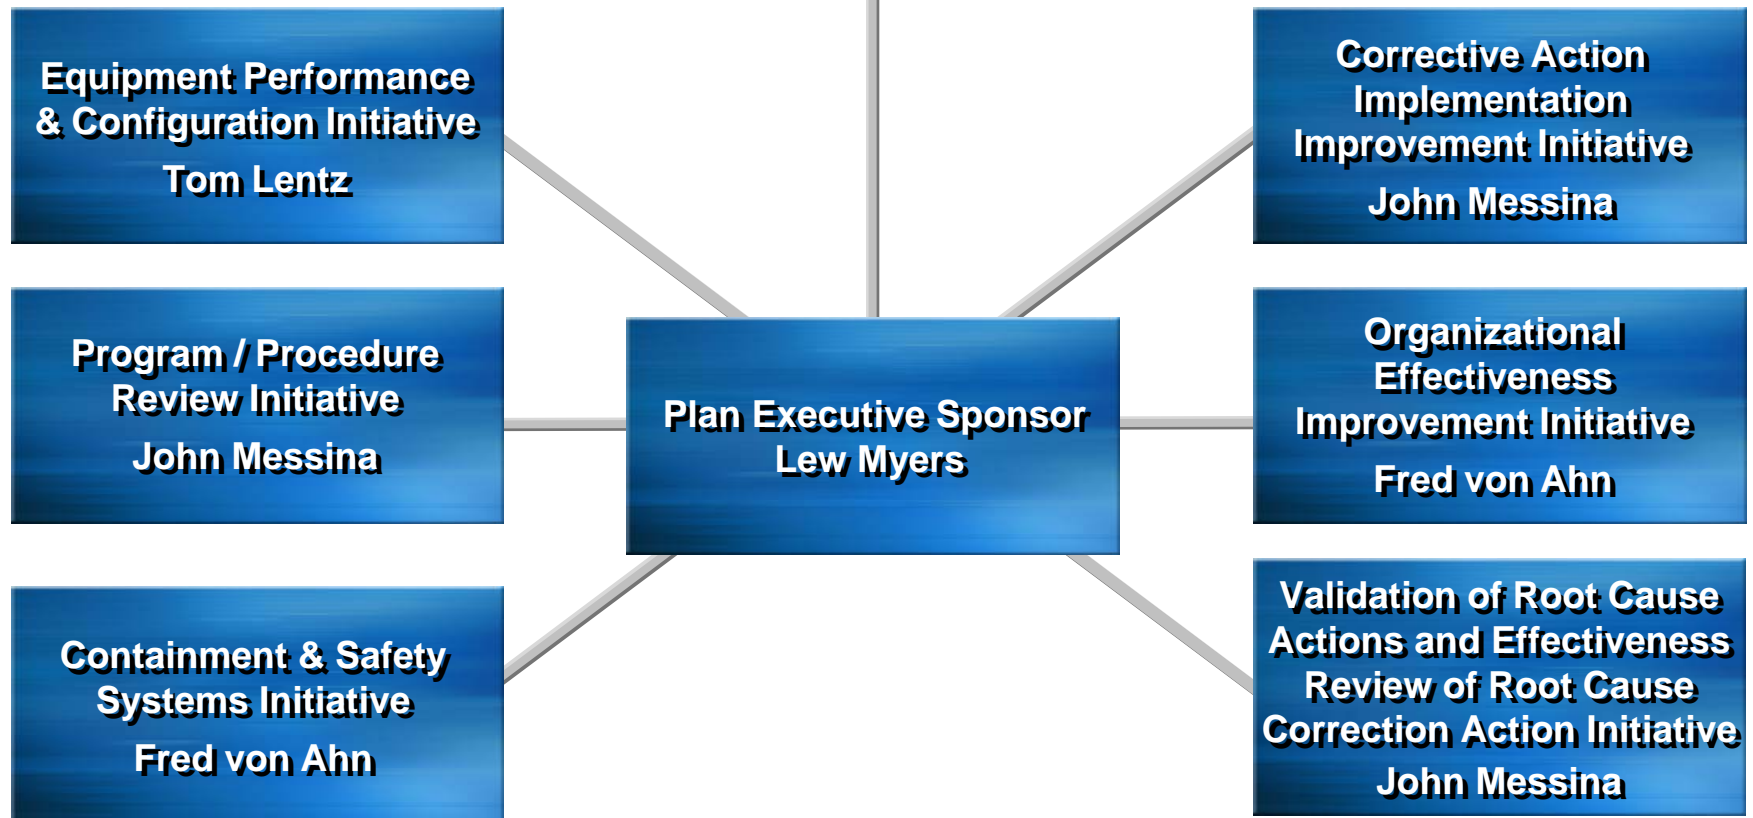 Equipment Performance
& Configuration Initiative
Tom Lentz
Program / Procedure
Review Initiative
John Messina
Containment & Safety
Systems Initiative
Fred von Ahn
Plan Executive Sponsor
Lew Myers
Corrective Action
Implementation
Improvement Initiative
John Messina
Organizational
Effectiveness
Improvement Initiative
Fred von Ahn
Validation of Root Cause
Actions and Effectiveness
Review of Root Cause
Correction Action Initiative
John Messina